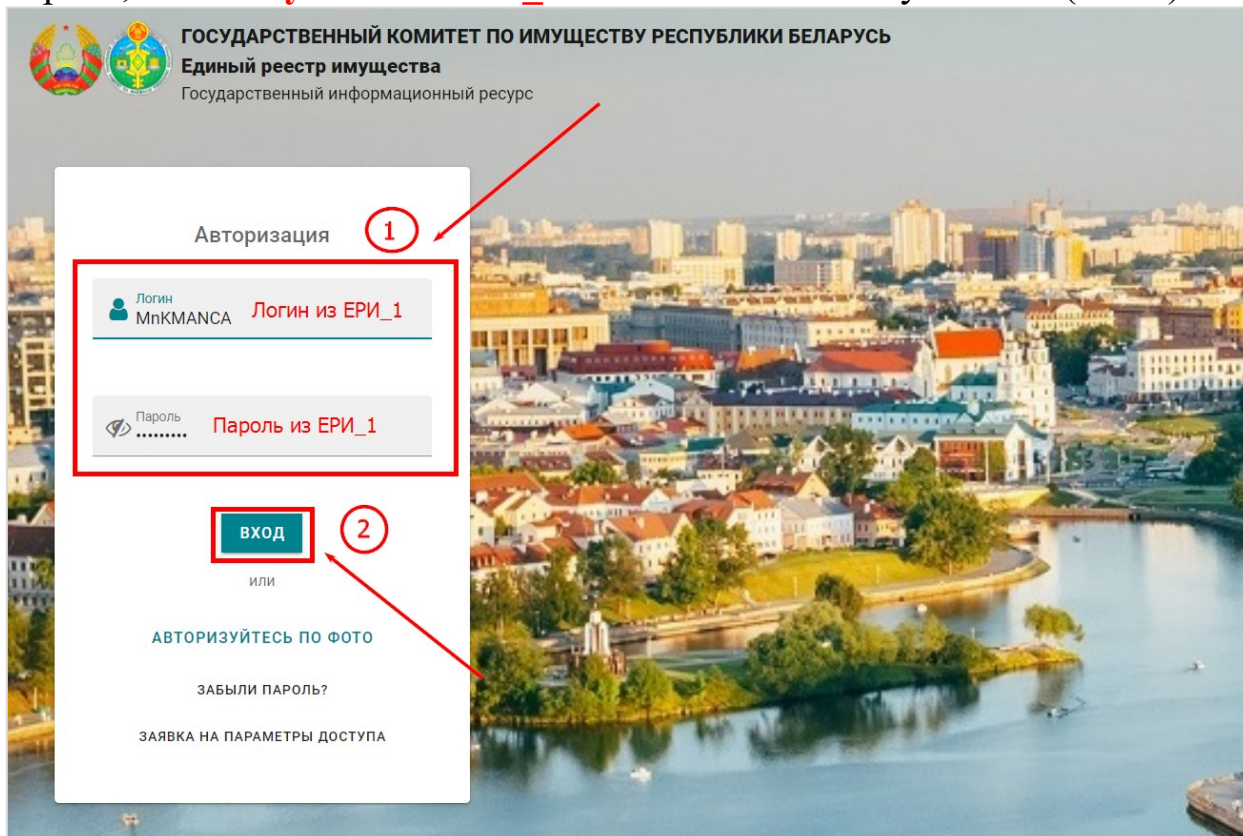 ГОСУДАРСТВЕННЫЙ КОМИТЕТ ПО ИМУЩЕСТВУ РЕСПУБЛИКИ БЕЛАРУСЬ
Единый реестр имущества
Государственный информационный ресурс
Авторизация 1
Логин
MnKMANCA Логин из ЕРИ_1
Пароль
......... Пароль из ЕРИ_1
ВХОД 2
или
АВТОРИЗУЙТЕСЬ ПО ФОТО
ЗАБЫЛИ ПАРОЛЬ?
ЗАЯВКА НА ПАРАМЕТРЫ ДОСТУПА